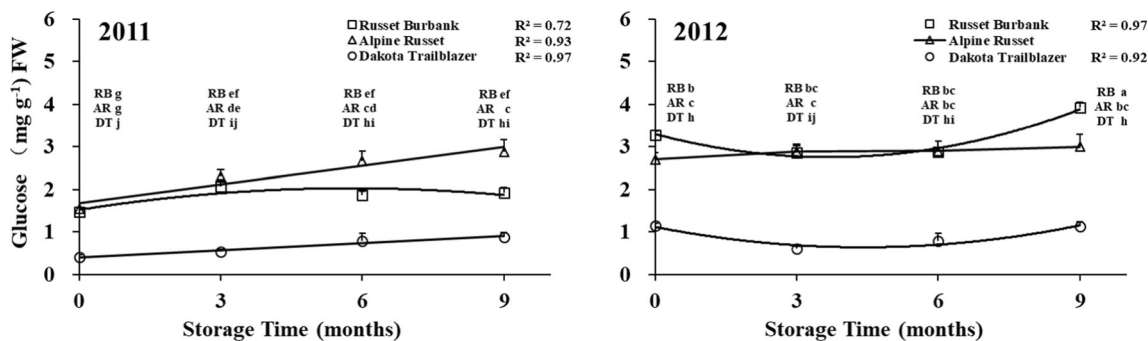 2011
Russet Burbank R² = 0.72
Alpine Russet R² = 0.93
Dakota Trailblazer R² = 0.97
6
5
4
3
2
1
0
Glucose (mg g⁻¹) FW
RB g
AR g
DT j
RB ef
AR de
DT ij
RB ef
AR cd
DT hi
RB ef
AR c
DT hi
0 3 6 9
Storage Time (months)
2012
Russet Burbank R² = 0.97
Alpine Russet
Dakota Trailblazer R² = 0.92
6
5
4
3
2
1
0
RB b
AR c
DT h
RB bc
AR c
DT ij
RB bc
AR bc
DT hi
RB a
AR bc
DT h
0 3 6 9
Storage Time (months)